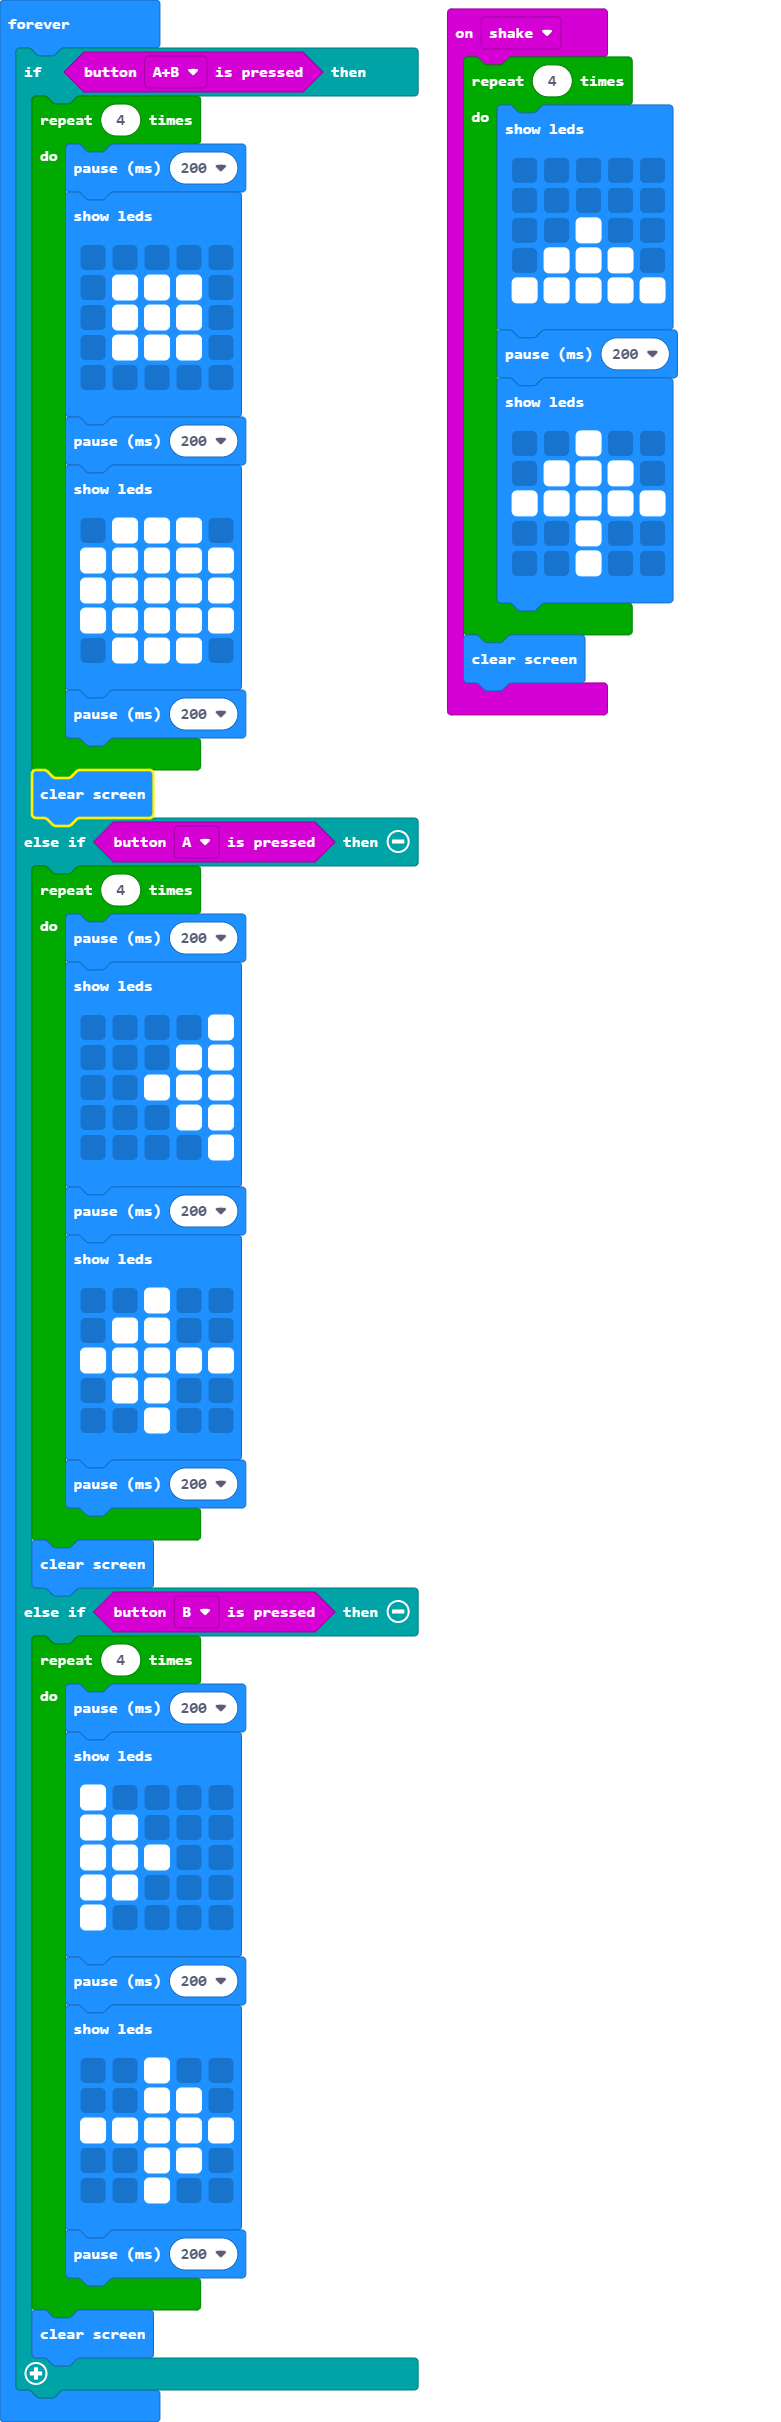 forever
if button A+B is pressed then
repeat 4 times
do pause (ms) 200
show leds
pause (ms) 200
show leds
pause (ms) 200
clear screen
else if button A is pressed then
repeat 4 times
do pause (ms) 200
show leds
pause (ms) 200
show leds
pause (ms) 200
clear screen
else if button B is pressed then
repeat 4 times
do pause (ms) 200
show leds
pause (ms) 200
show leds
pause (ms) 200
clear screen
on shake
repeat 4 times
do show leds
pause (ms) 200
show leds
clear screen